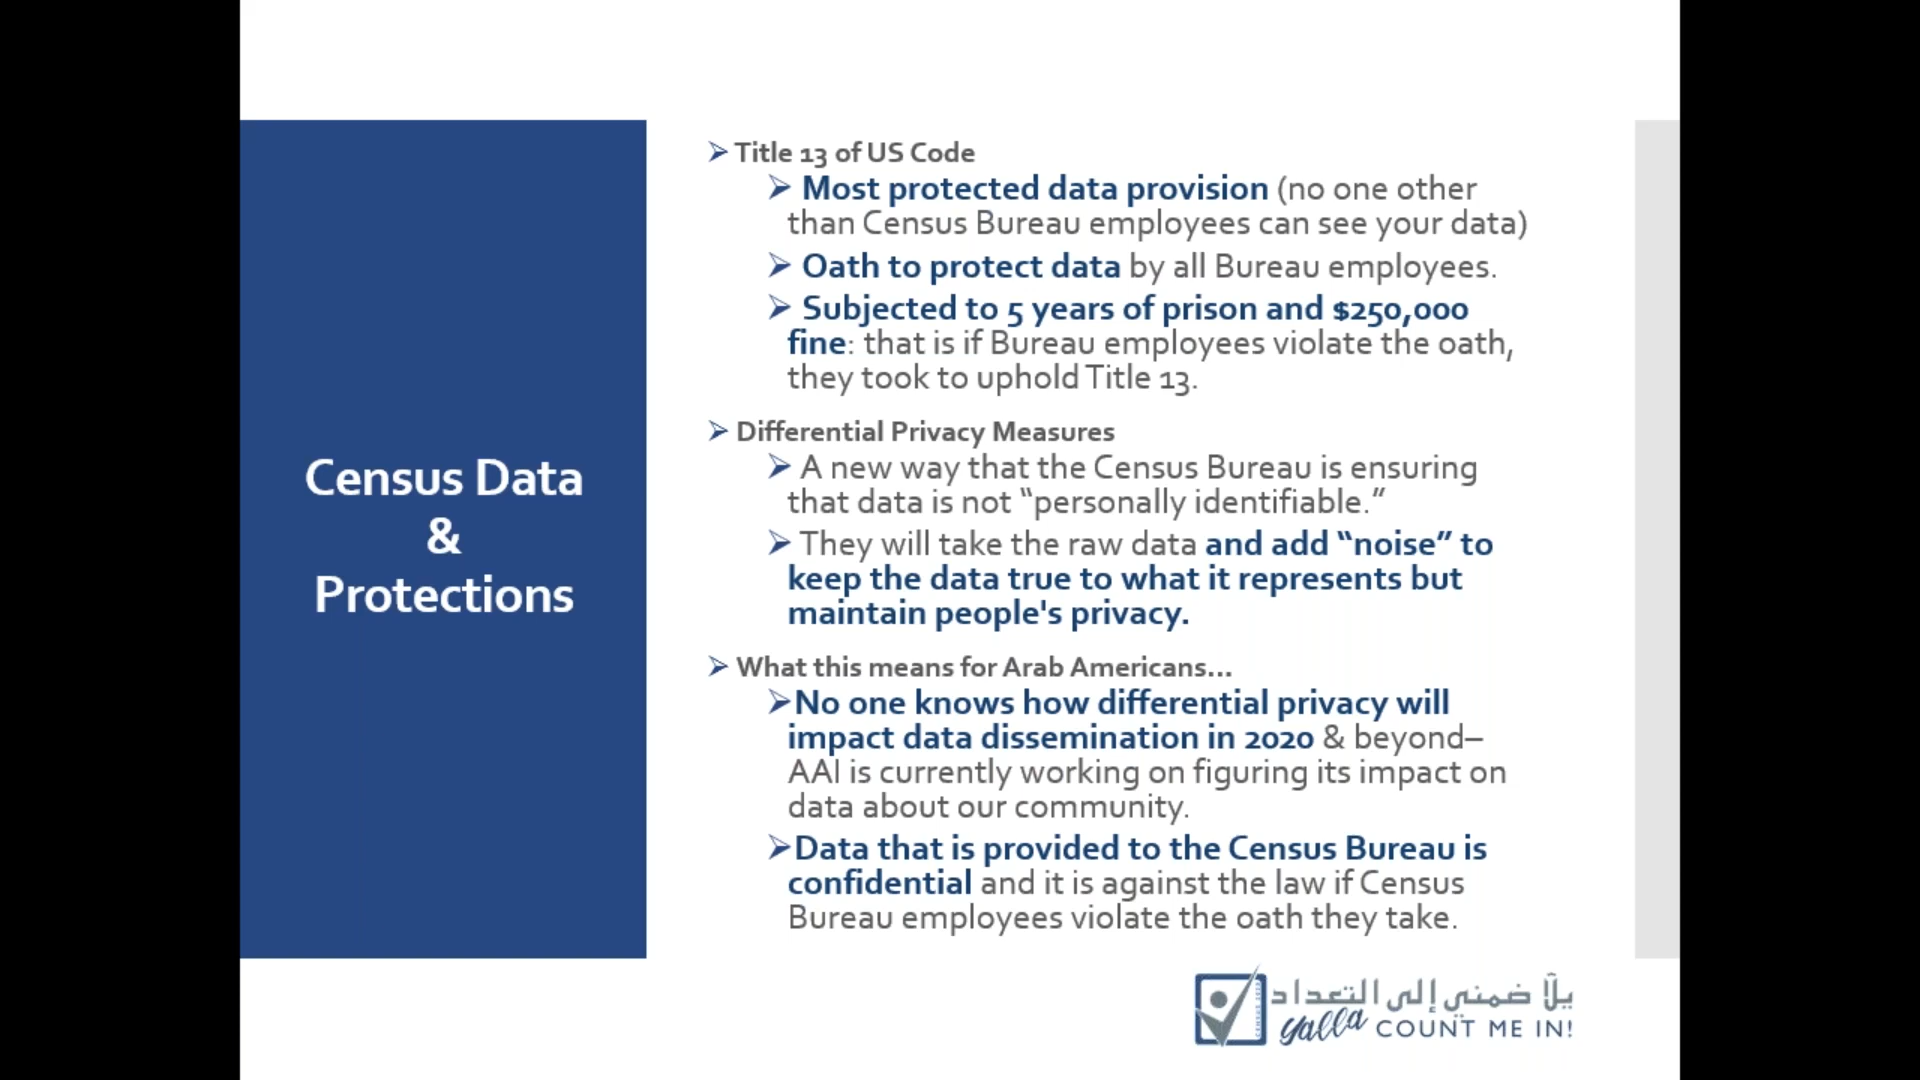 Census Data
&
Protections
➢ Title 13 of US Code
➢ Most protected data provision (no one other
than Census Bureau employees can see your data)
➢ Oath to protect data by all Bureau employees.
➢ Subjected to 5 years of prison and $250,000
fine: that is if Bureau employees violate the oath,
they took to uphold Title 13.
➢ Differential Privacy Measures
➢ A new way that the Census Bureau is ensuring
that data is not “personally identifiable.”
➢ They will take the raw data and add “noise” to
keep the data true to what it represents but
maintain people's privacy.
➢ What this means for Arab Americans…
➢No one knows how differential privacy will
impact data dissemination in 2020 & beyond–
AAI is currently working on figuring its impact on
data about our community.
➢Data that is provided to the Census Bureau is
confidential and it is against the law if Census
Bureau employees violate the oath they take.
يلّا ضمني إلى التعداد
yalla COUNT ME IN!